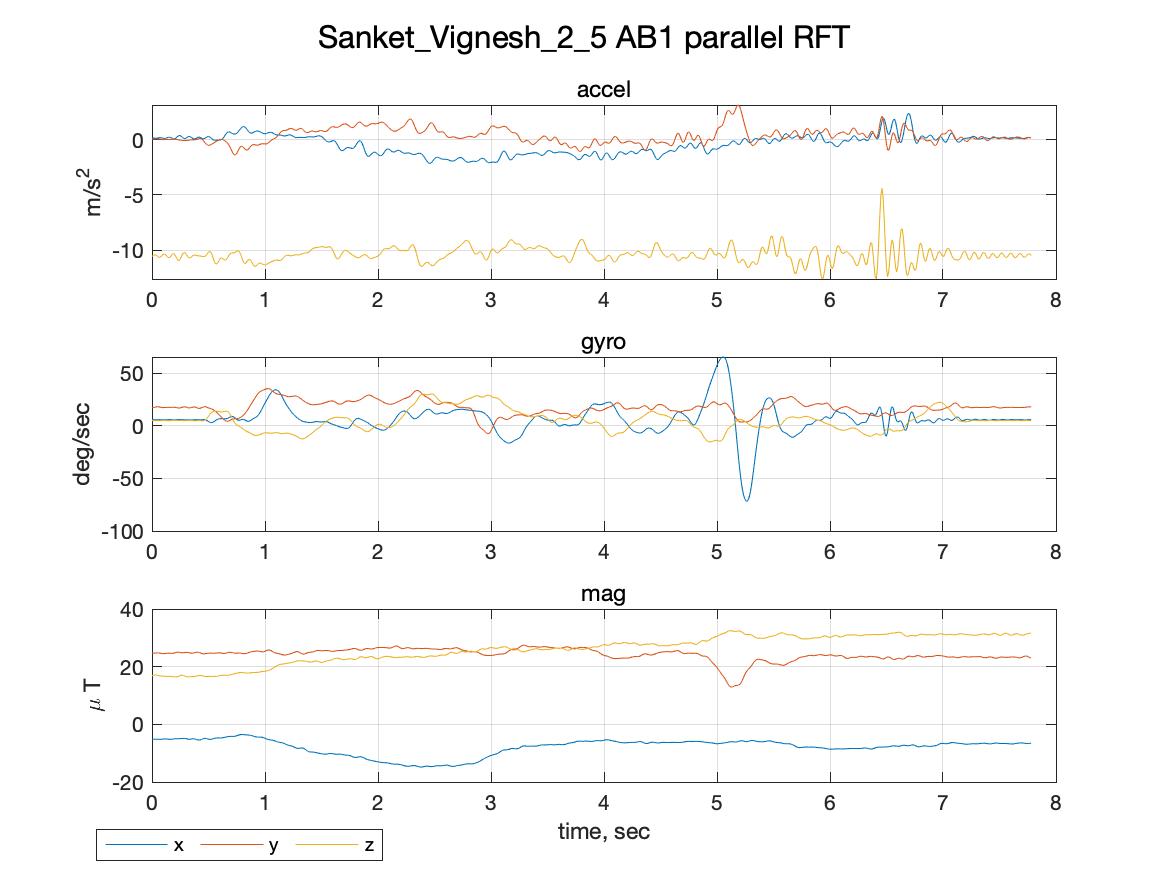 Sanket_Vignesh_2_5 AB1 parallel RFT
accel
0
-5
-10
m/s2
0 1 2 3 4 5 6 7 8
gyro
50
0
-50
-100
deg/sec
0 1 2 3 4 5 6 7 8
mag
40
20
0
-20
μ T
0 1 2 3 4 5 6 7 8
time, sec
x y z